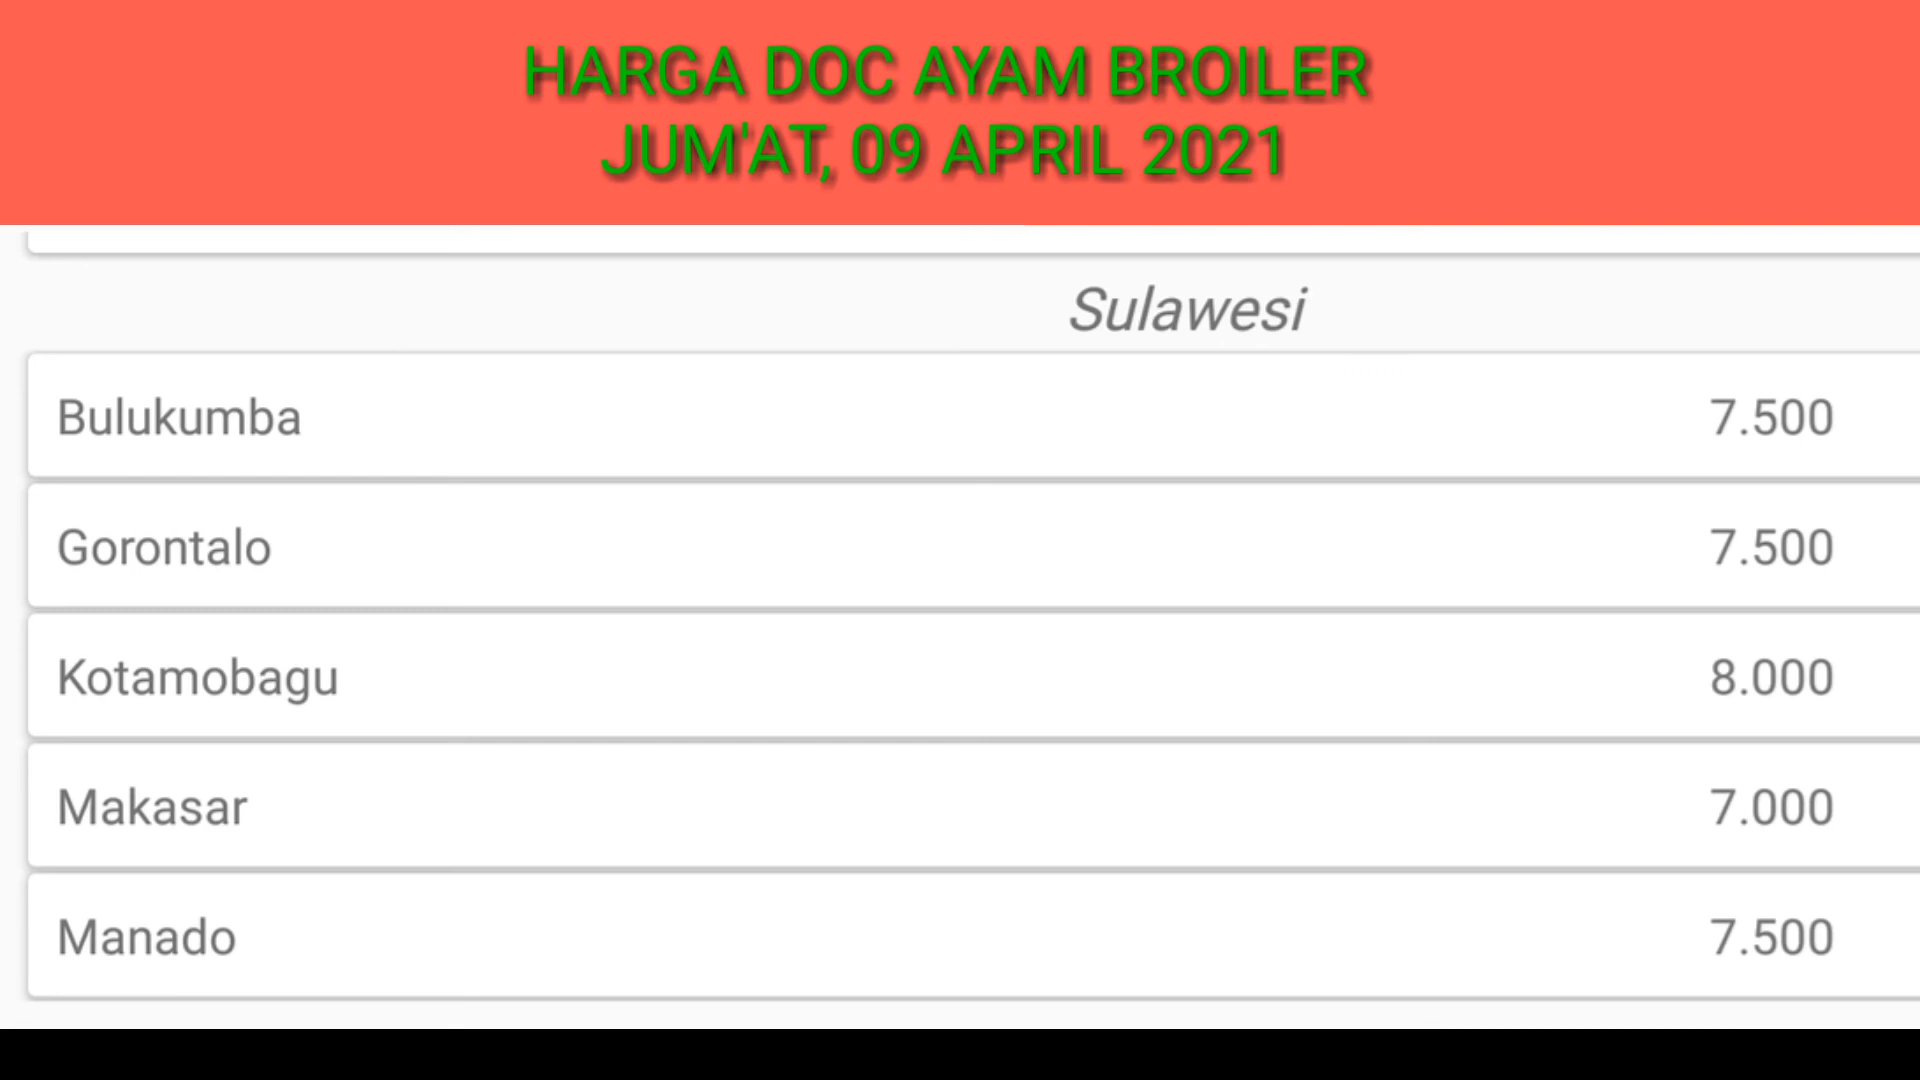 HARGA DOC AYAM BROILER
JUM'AT, 09 APRIL 2021
Sulawesi
Bulukumba 7.500
Gorontalo 7.500
Kotamobagu 8.000
Makasar 7.000
Manado 7.500